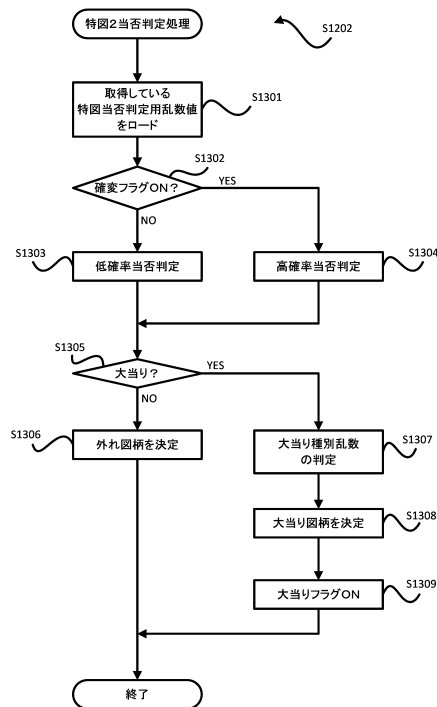 特図2当否判定処理
S1202
取得している
特図当否判定用乱数値
をロード
S1301
S1302
確変フラグON?
YES
NO
S1303
低確率当否判定
高確率当否判定
S1304
S1305
大当り?
YES
NO
S1306
外れ図柄を決定
大当り種別乱数
の判定
S1307
大当り図柄を決定
S1308
大当りフラグON
S1309
終了